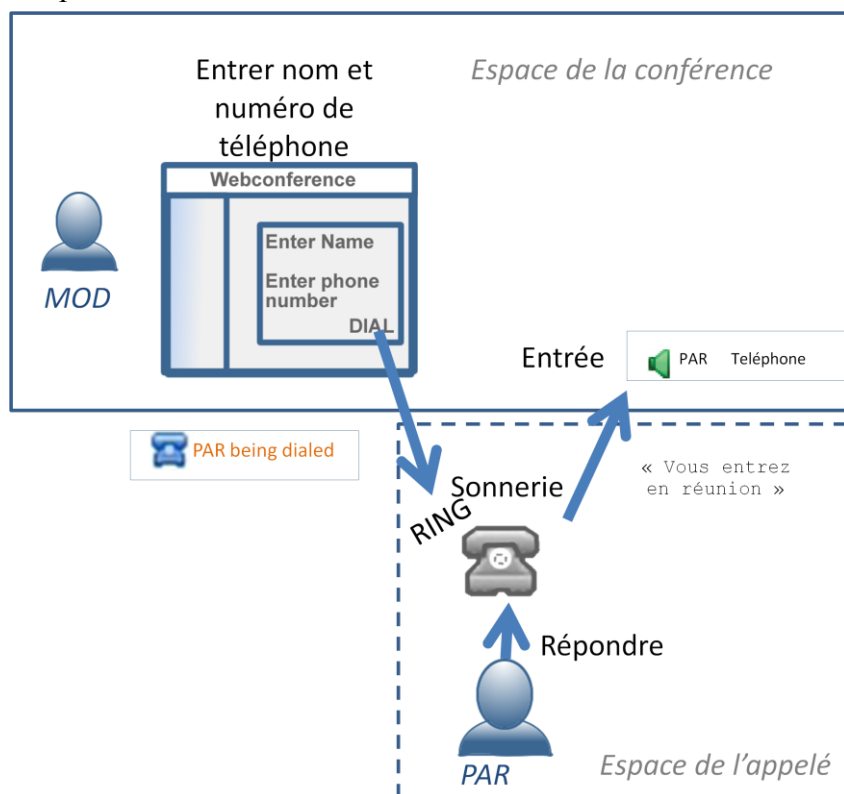 Entrer nom et
numéro de
téléphone
Espace de la conférence
Webconference
Enter Name
Enter phone
number
DIAL
MOD
Entrée
PAR Teléphone
PAR being dialed
« Vous entrez
en réunion »
Sonnerie
RING
Répondre
PAR
Espace de l’appelé